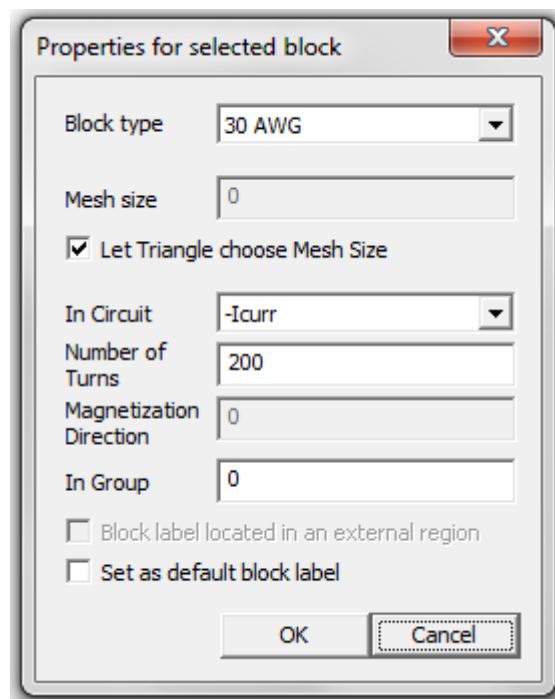 Properties for selected block
Block type
30 AWG
Mesh size
0
Let Triangle choose Mesh Size
In Circuit
-Icurr
Number of
Turns
200
Magnetization
Direction
0
In Group
0
Block label located in an external region
Set as default block label
OK
Cancel